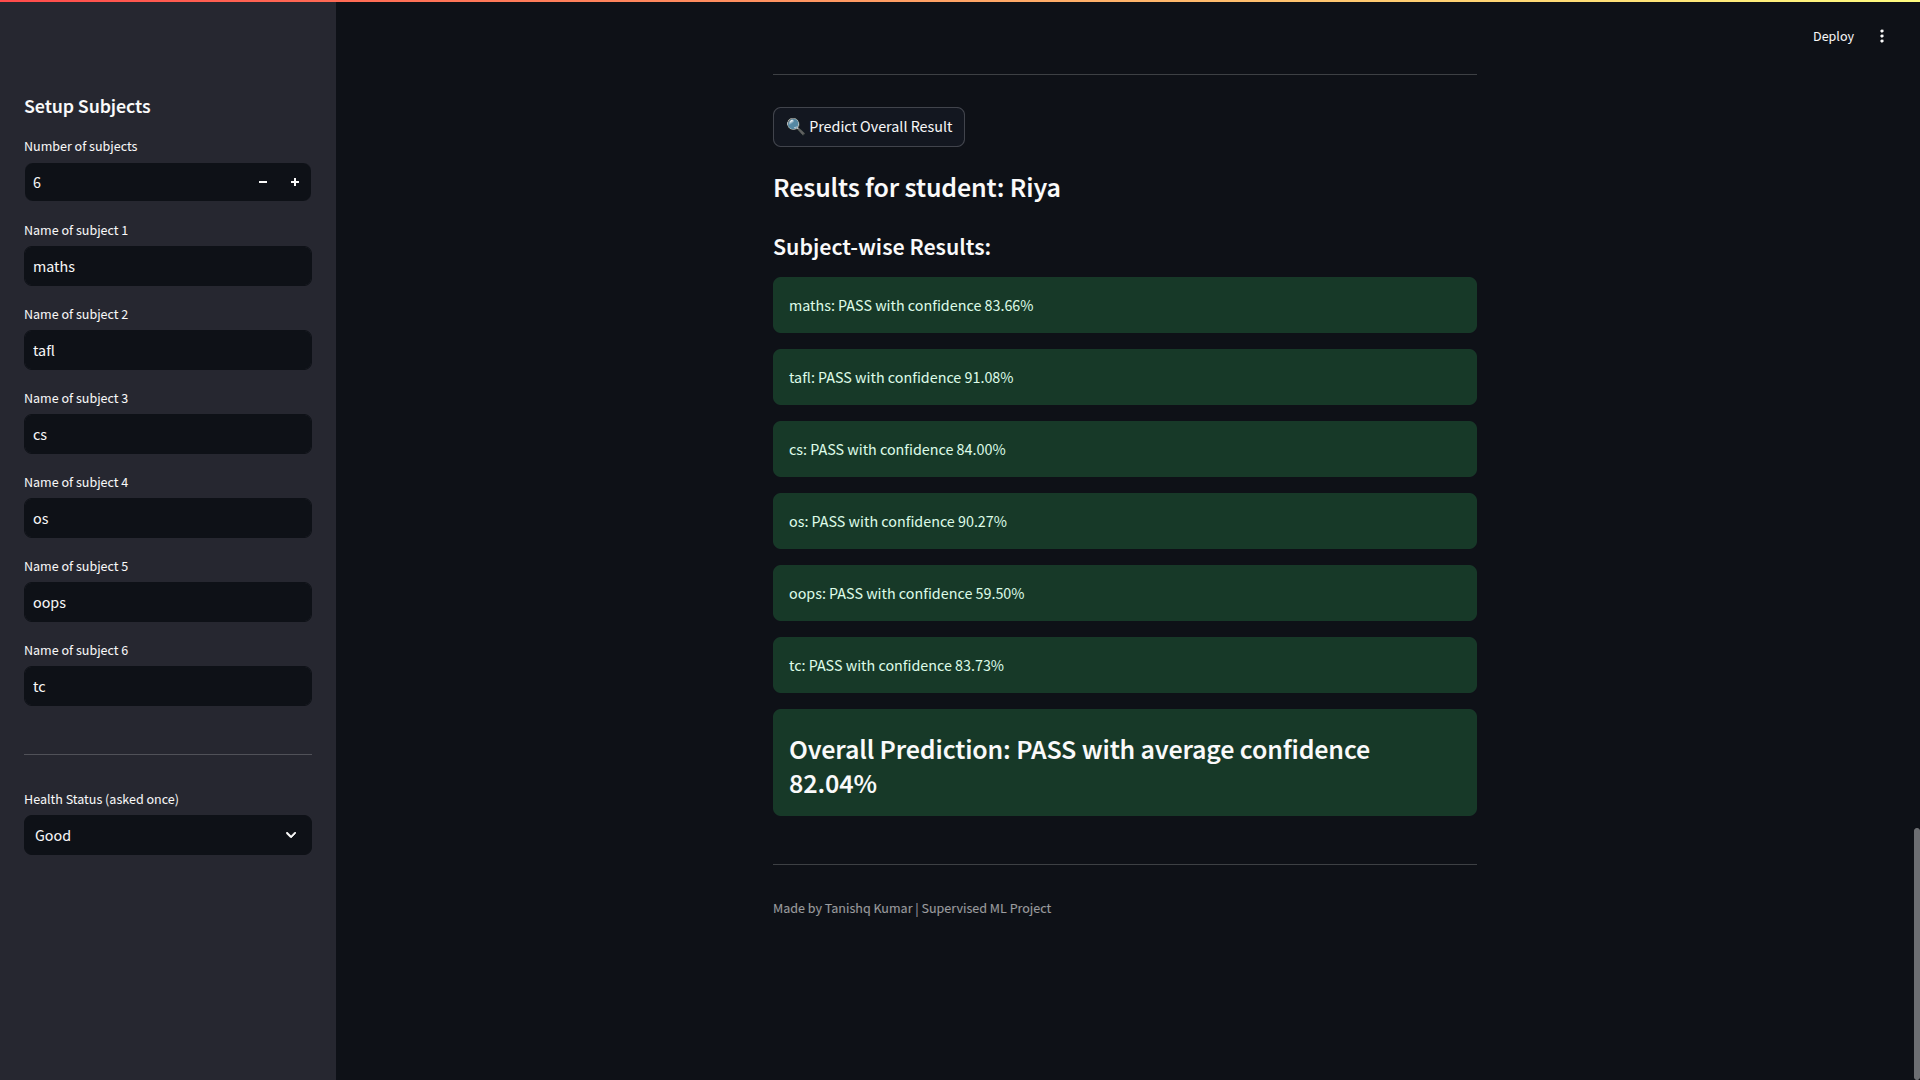 Deploy
Setup Subjects
Number of subjects
6
Name of subject 1
maths
Name of subject 2
tafl
Name of subject 3
cs
Name of subject 4
os
Name of subject 5
oops
Name of subject 6
tc
Health Status (asked once)
Good
🔍 Predict Overall Result
Results for student: Riya
Subject-wise Results:
maths: PASS with confidence 83.66%
tafl: PASS with confidence 91.08%
cs: PASS with confidence 84.00%
os: PASS with confidence 90.27%
oops: PASS with confidence 59.50%
tc: PASS with confidence 83.73%
Overall Prediction: PASS with average confidence
82.04%
Made by Tanishq Kumar | Supervised ML Project